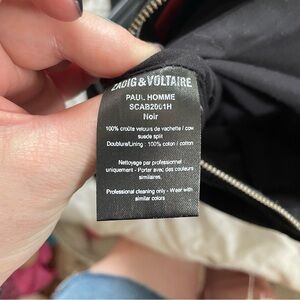 ZADIG & VOLTAIRE
PAUL HOMME
SCAB2001H
Noir
100% croûte velours de vachette / cow
suede split
Doublure/Lining : 100% coton / cotton
Nettoyage par professionnel
uniquement - Porter avec des couleurs
similaires.
Professional cleaning only - Wear with
similar colors